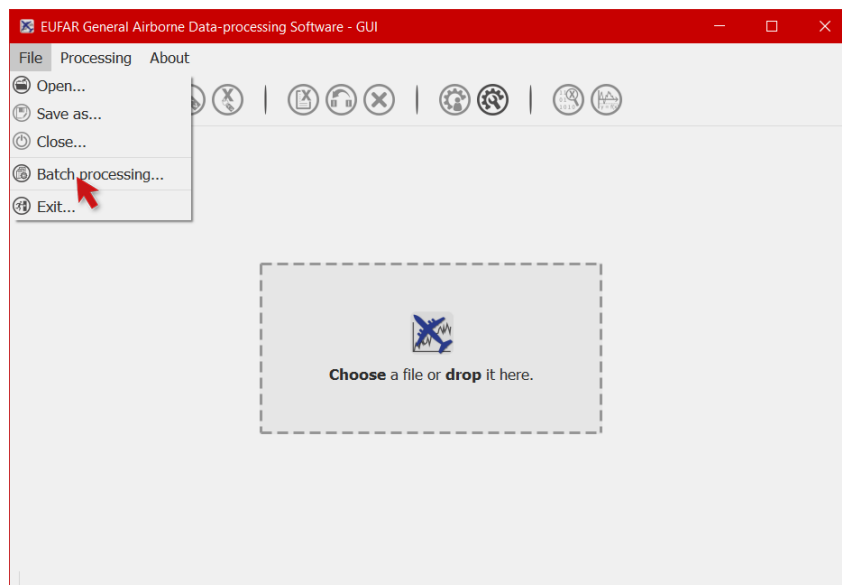 EUFAR General Airborne Data-processing Software - GUI
File Processing About
Open...
Save as...
Close...
Batch processing...
Exit...
Choose a file or drop it here.